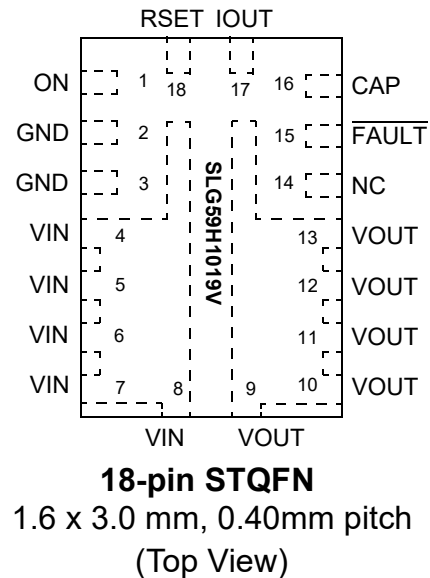 RSET IOUT
ON 1 18 17 16 CAP
GND 2 15 FAULT
GND 3 14 NC
SLG59H1019V
VIN 4 13 VOUT
VIN 5 12 VOUT
VIN 6 11 VOUT
VIN 7 8 9 10 VOUT
VIN VOUT
18-pin STQFN
1.6 x 3.0 mm, 0.40mm pitch
(Top View)